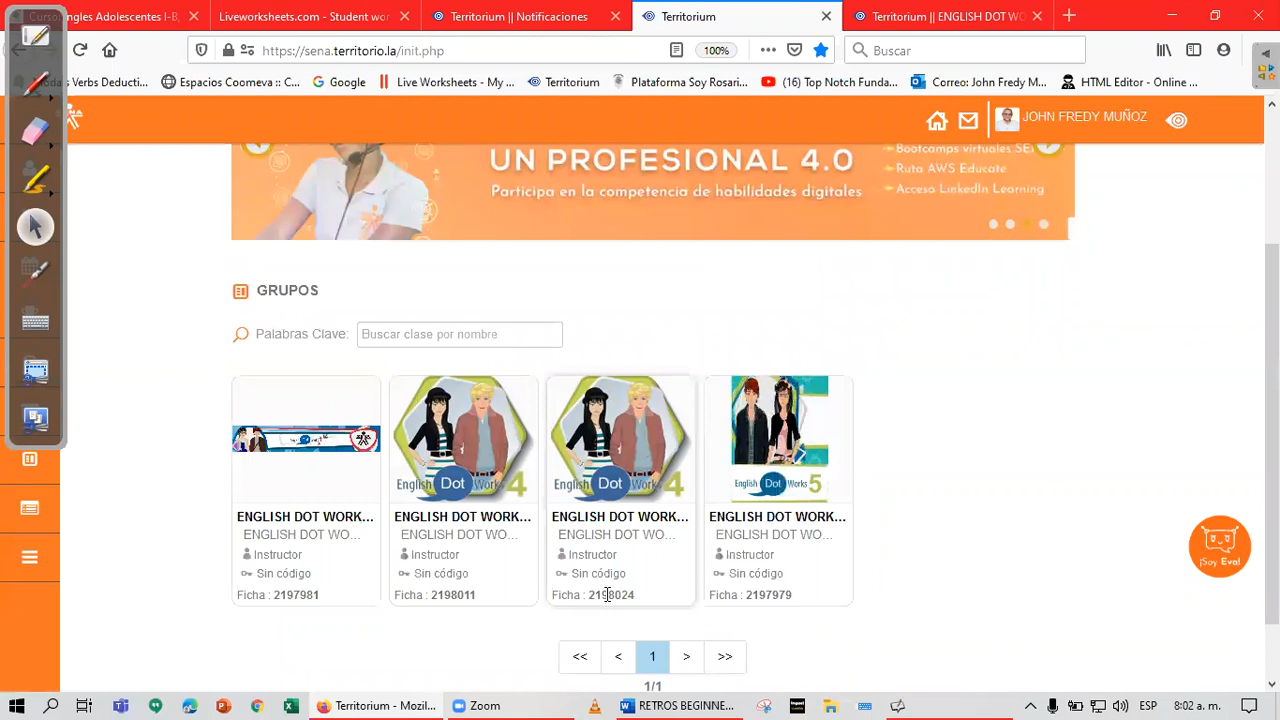 Curso Ingles Adolescentes I-B,
Liveworksheets.com - Student wor
Territorium || Notificaciones
Territorium
Territorium || ENGLISH DOT WO
https://sena.territorio.la/init.php
100%
Buscar
Verbs Deducti...
Espacios Coomeva :: C...
Google
Live Worksheets - My ...
Territorium
Plataforma Soy Rosari...
(16) Top Notch Funda...
Correo: John Fredy M...
HTML Editor - Online ...
JOHN FREDY MUÑOZ
UN PROFESIONAL 4.0
Participa en la competencia de habilidades digitales
Bootcamps virtuales SE
Ruta AWS Educate
Acceso LinkedIn Learning
GRUPOS
Palabras Clave:
Buscar clase por nombre
English Dot Works 4
English Dot Works 4
English Dot Works 5
ENGLISH DOT WORK...
ENGLISH DOT WO...
Instructor
Sin código
Ficha : 2197981
ENGLISH DOT WORK...
ENGLISH DOT WO...
Instructor
Sin código
Ficha : 2198011
ENGLISH DOT WORK...
ENGLISH DOT WO...
Instructor
Sin código
Ficha : 2198024
ENGLISH DOT WORK...
ENGLISH DOT WO...
Instructor
Sin código
Ficha : 2197979
¡Soy Eva!
<< < 1 > >>
1/1
Territorium - Mozil...
Zoom
RETROS BEGINNE...
ESP
8:02 a. m.